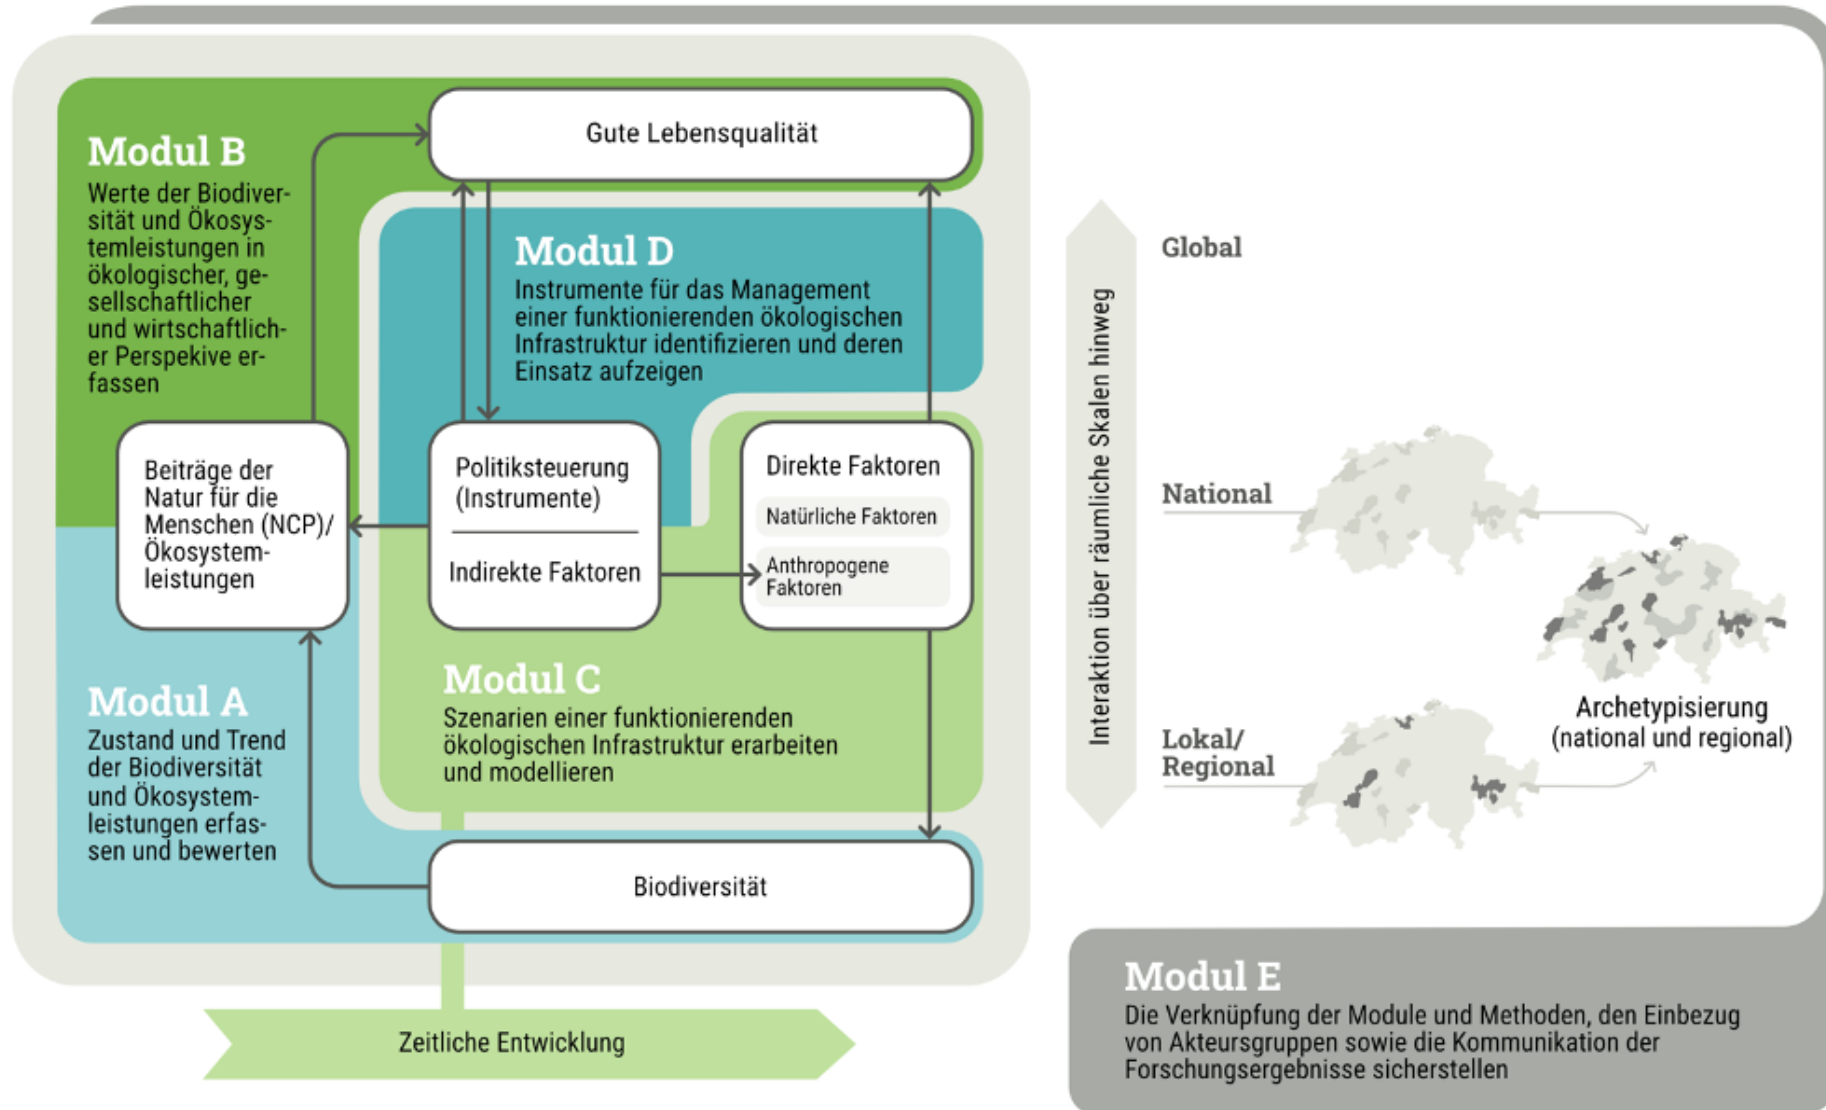 Modul B
Werte der Biodiver-
sität und Ökosys-
temleistungen in
ökologischer, ge-
sellschaftlicher
und wirtschaftlich-
er Perspekive er-
fassen
Gute Lebensqualität
Modul D
Instrumente für das Management
einer funktionierenden ökologischen
Infrastruktur identifizieren und deren
Einsatz aufzeigen
Beiträge der
Natur für die
Menschen (NCP)/
Ökosystem-
leistungen
Politiksteuerung
(Instrumente)
Indirekte Faktoren
Direkte Faktoren
Natürliche Faktoren
Anthropogene
Faktoren
Modul A
Zustand und Trend
der Biodiversität
und Ökosystem-
leistungen erfas-
sen und bewerten
Modul C
Szenarien einer funktionierenden
ökologischen Infrastruktur erarbeiten
und modellieren
Biodiversität
Zeitliche Entwicklung
Interaktion über räumliche Skalen hinweg
Global
National
Lokal/
Regional
Archetypisierung
(national und regional)
Modul E
Die Verknüpfung der Module und Methoden, den Einbezug
von Akteursgruppen sowie die Kommunikation der
Forschungsergebnisse sicherstellen